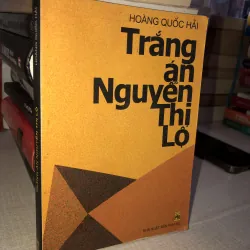 HOÀNG QUỐC HẢI
Trắng
án
Nguyễn
Thị
Lộ